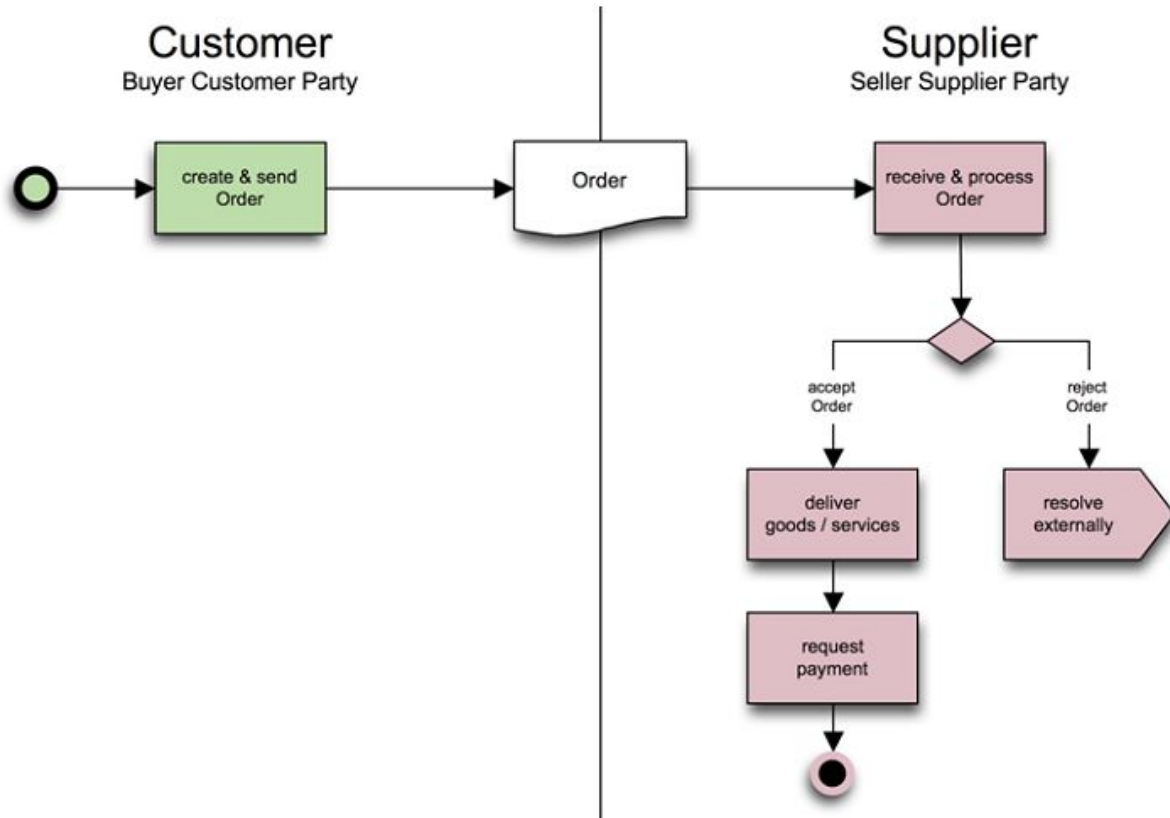 Customer
Buyer Customer Party
Supplier
Seller Supplier Party
create & send
Order
Order
receive & process
Order
accept
Order
reject
Order
deliver
goods / services
resolve
externally
request
payment